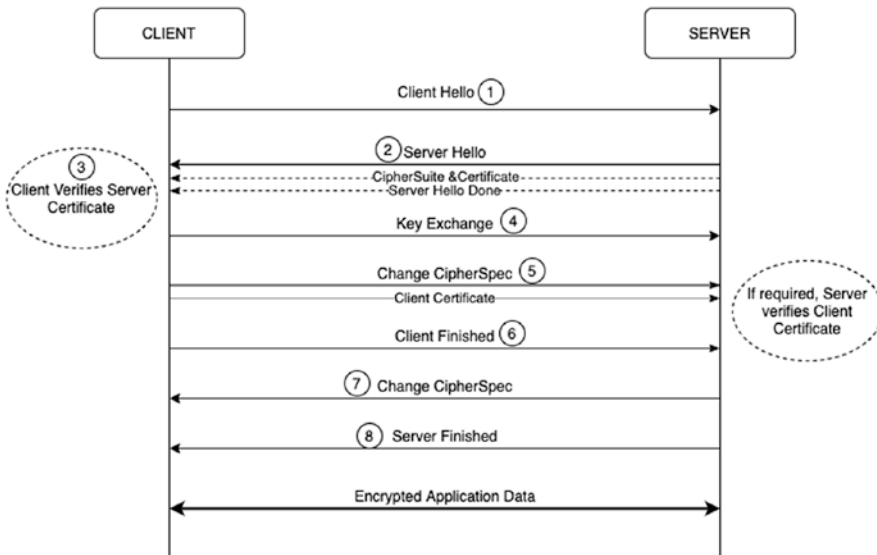 CLIENT
SERVER
Client Hello 1
2 Server Hello
CipherSuite &Certificate
Server Hello Done
3
Client Verifies Server
Certificate
Key Exchange 4
Change CipherSpec 5
Client Certificate
If required, Server
verifies Client
Certificate
Client Finished 6
7 Change CipherSpec
8 Server Finished
Encrypted Application Data